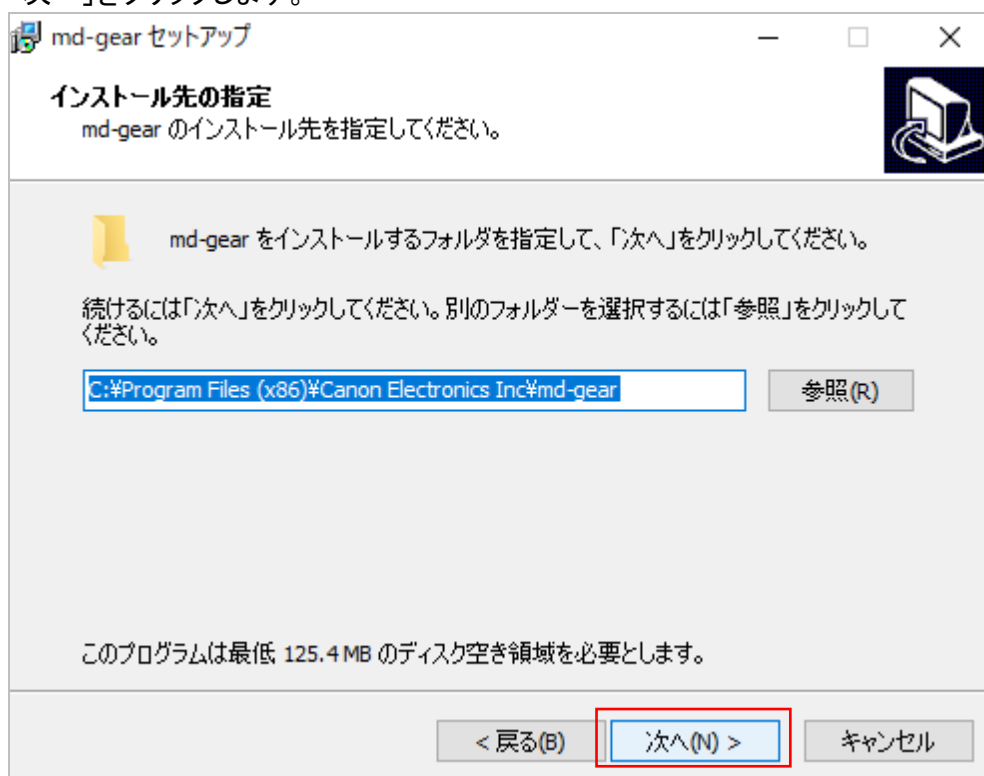 次へ」をクリックします。
md-gear セットアップ
インストール先の指定
md-gear のインストール先を指定してください。
md-gear をインストールするフォルダを指定して、「次へ」をクリックしてください。
続けるには「次へ」をクリックしてください。別のフォルダーを選択するには「参照」をクリックして
ください。
C:¥Program Files (x86)¥Canon Electronics Inc¥md-gear
参照(R)
このプログラムは最低 125.4 MB のディスク空き領域を必要とします。
< 戻る(B)
次へ(N) >
キャンセル